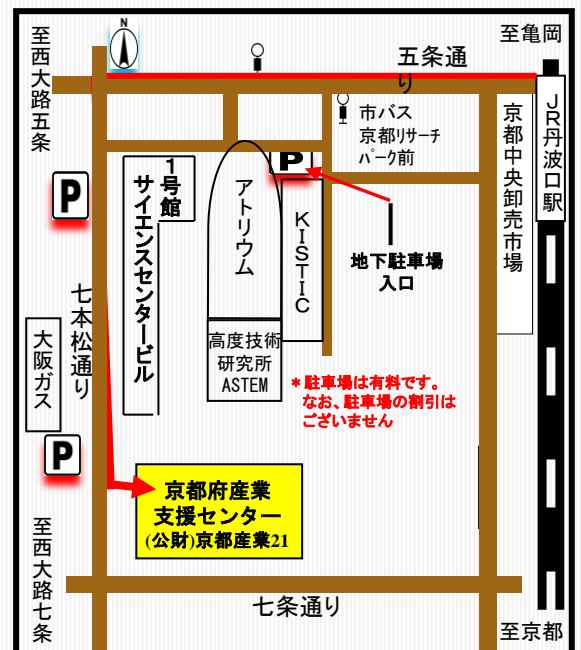 至西大路五条
N
五条通り
至亀岡
市バス
京都リサーチ
パーク前
京都中央卸売市場
JR丹波口駅
P
1号館
サイエンスセンタービル
アトリウム
P
KISTIC
地下駐車場
入口
七本松通り
大阪ガス
高度技術
研究所
ASTEM
＊駐車場は有料です。
なお、駐車場の割引は
ございません
P
京都府産業
支援センター
(公財)京都産業21
至西大路七条
七条通り
至京都